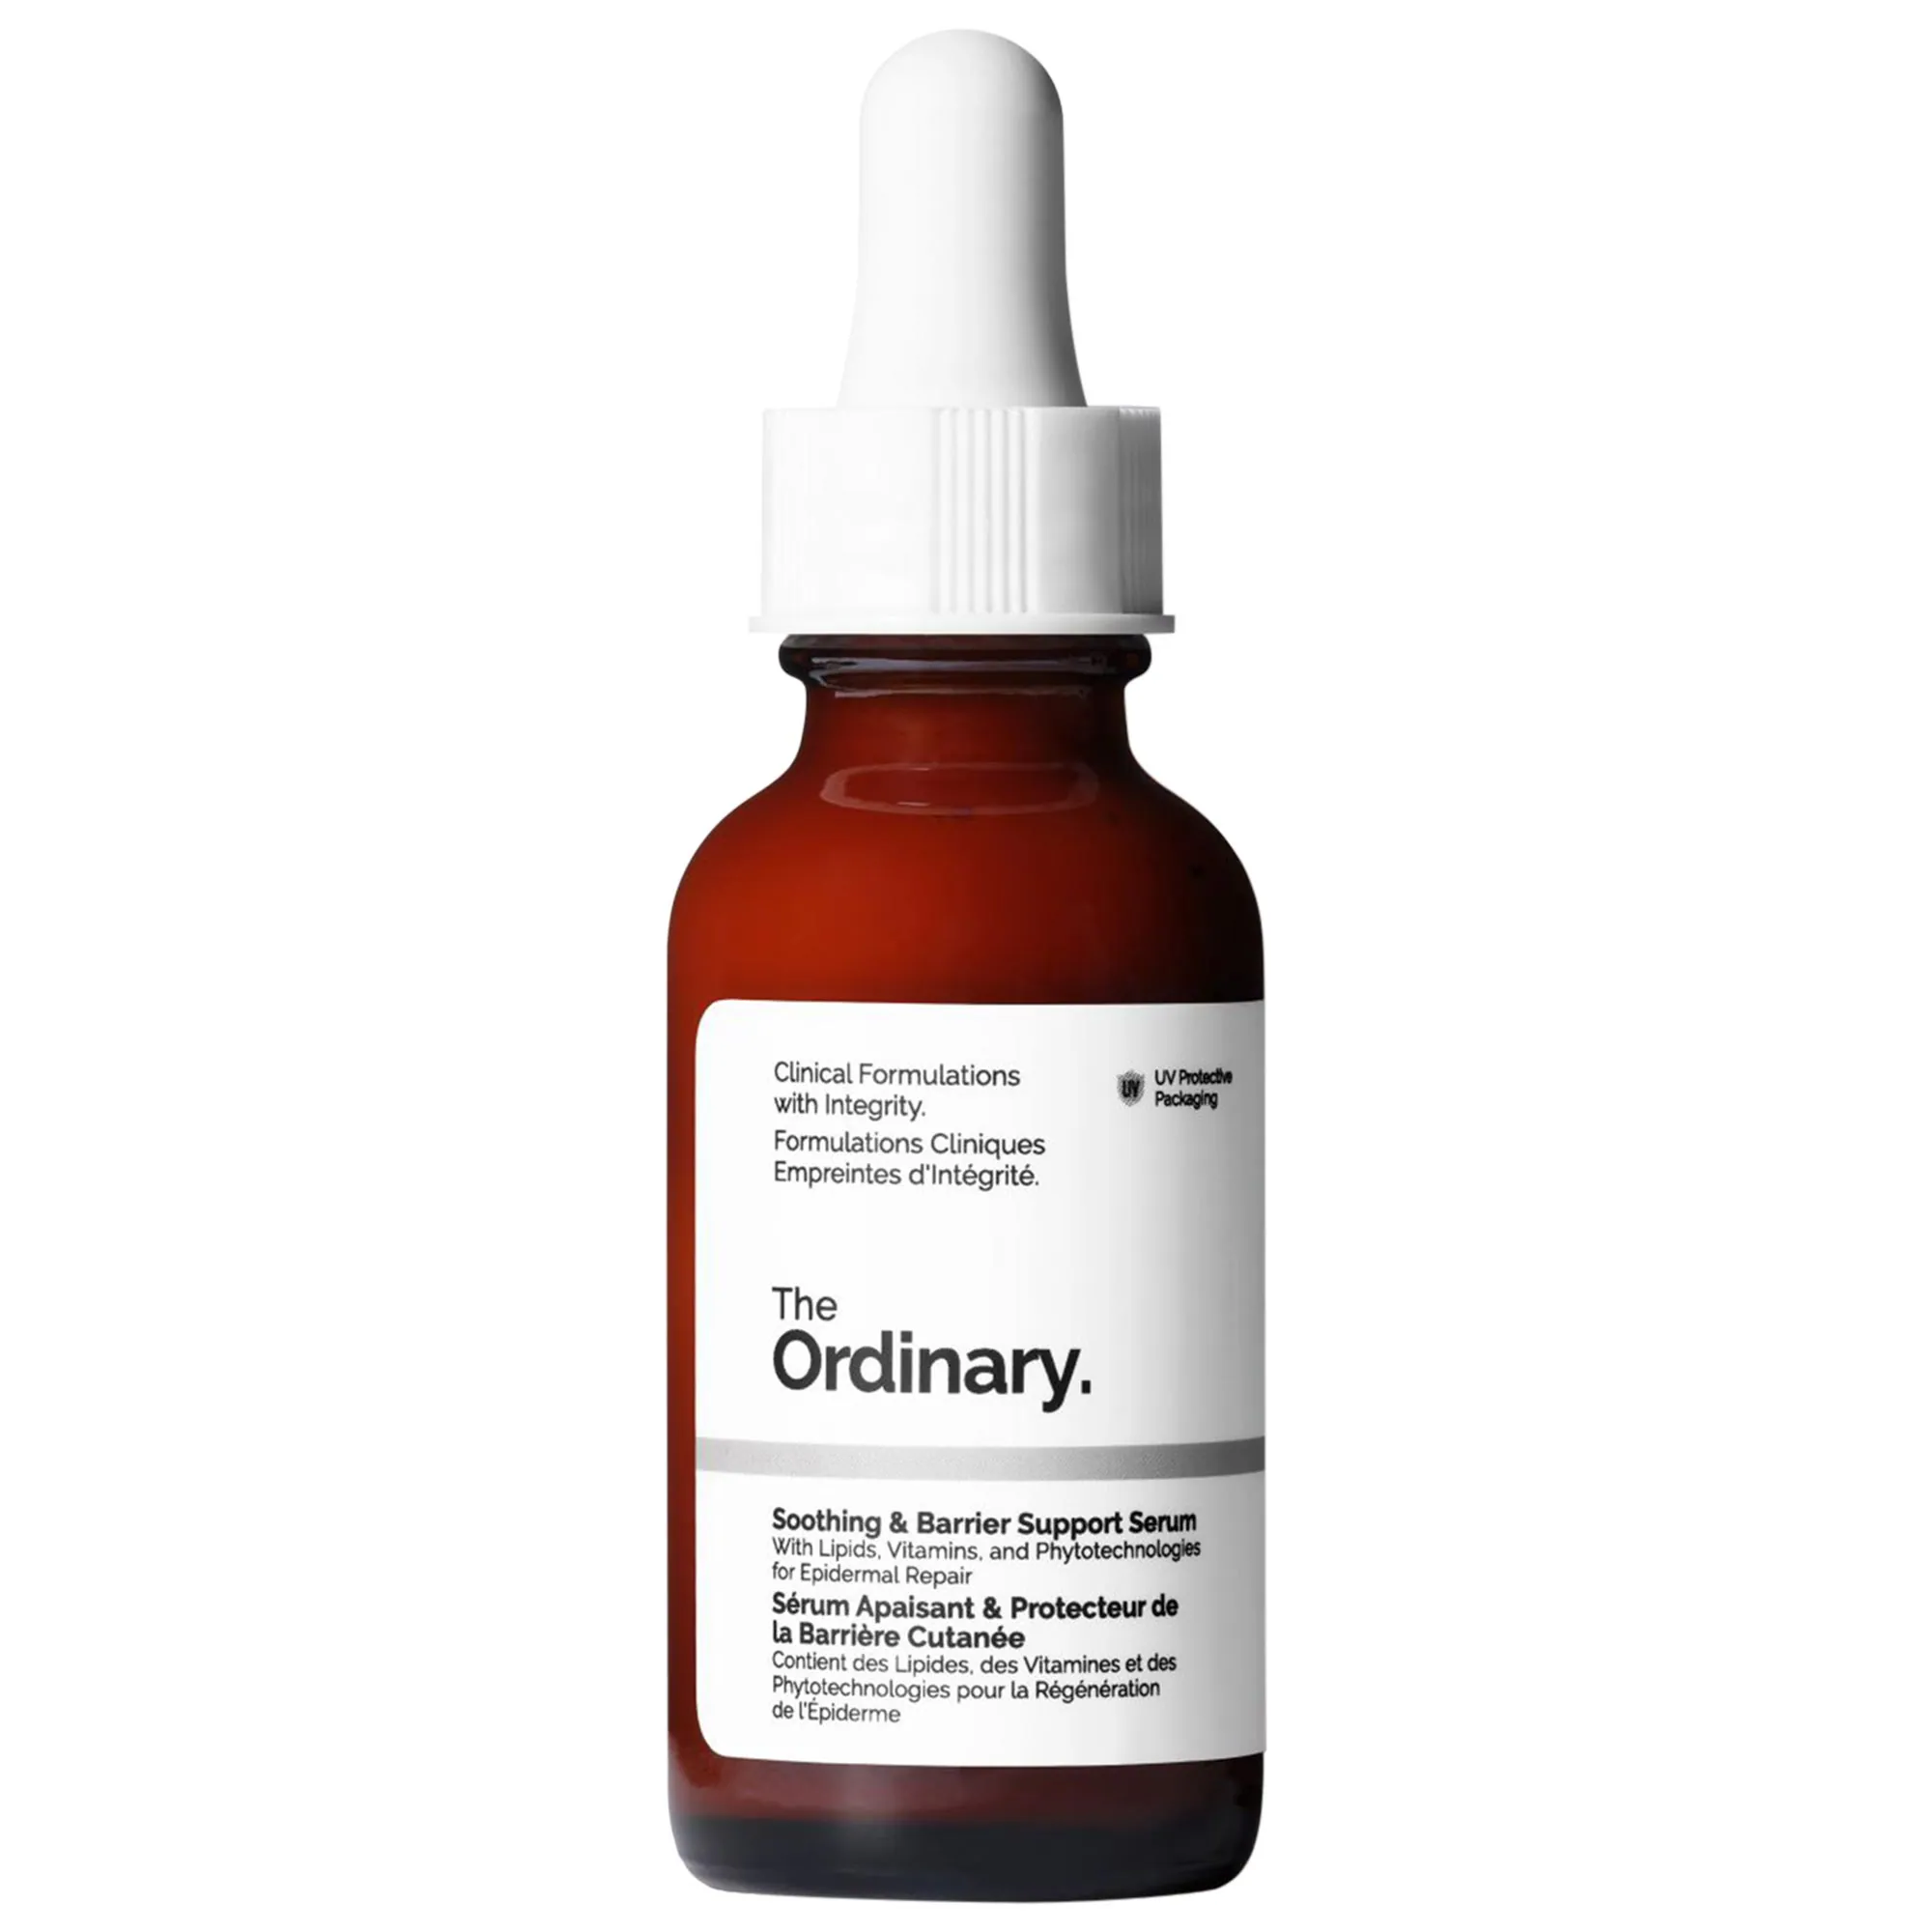 Clinical Formulations
with Integrity.
Formulations Cliniques
Empreintes d'Intégrité.
UV
UV Protective
Packaging
The
Ordinary.
Soothing & Barrier Support Serum
With Lipids, Vitamins, and Phytotechnologies
for Epidermal Repair
Sérum Apaisant & Protecteur de
la Barrière Cutanée
Contient des Lipides, des Vitamines et des
Phytotechnologies pour la Régénération
de l'Épiderme